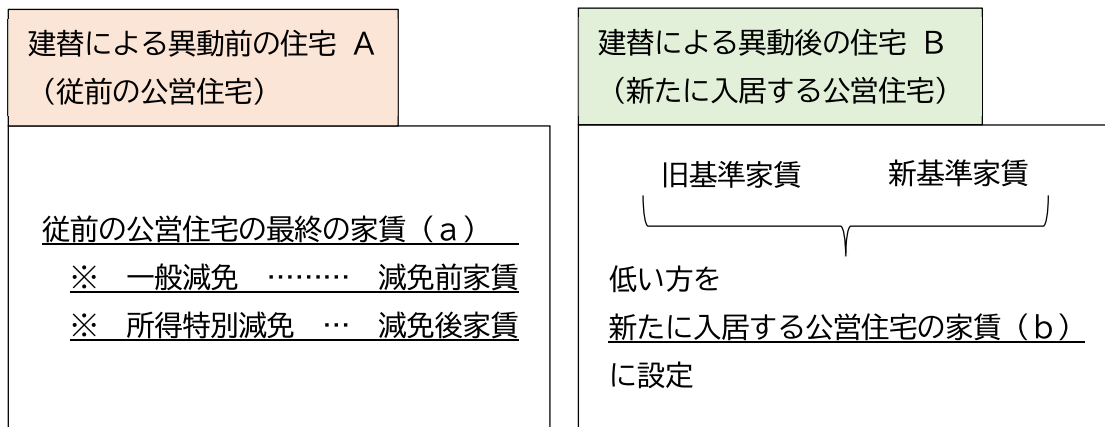 建替による異動前の住宅 A
（従前の公営住宅）
従前の公営住宅の最終の家賃（ａ）
※　一般減免　………　減免前家賃
※　所得特別減免　…　減免後家賃
建替による異動後の住宅 B
（新たに入居する公営住宅）
旧基準家賃　　　新基準家賃
低い方を
新たに入居する公営住宅の家賃（ｂ）
に設定